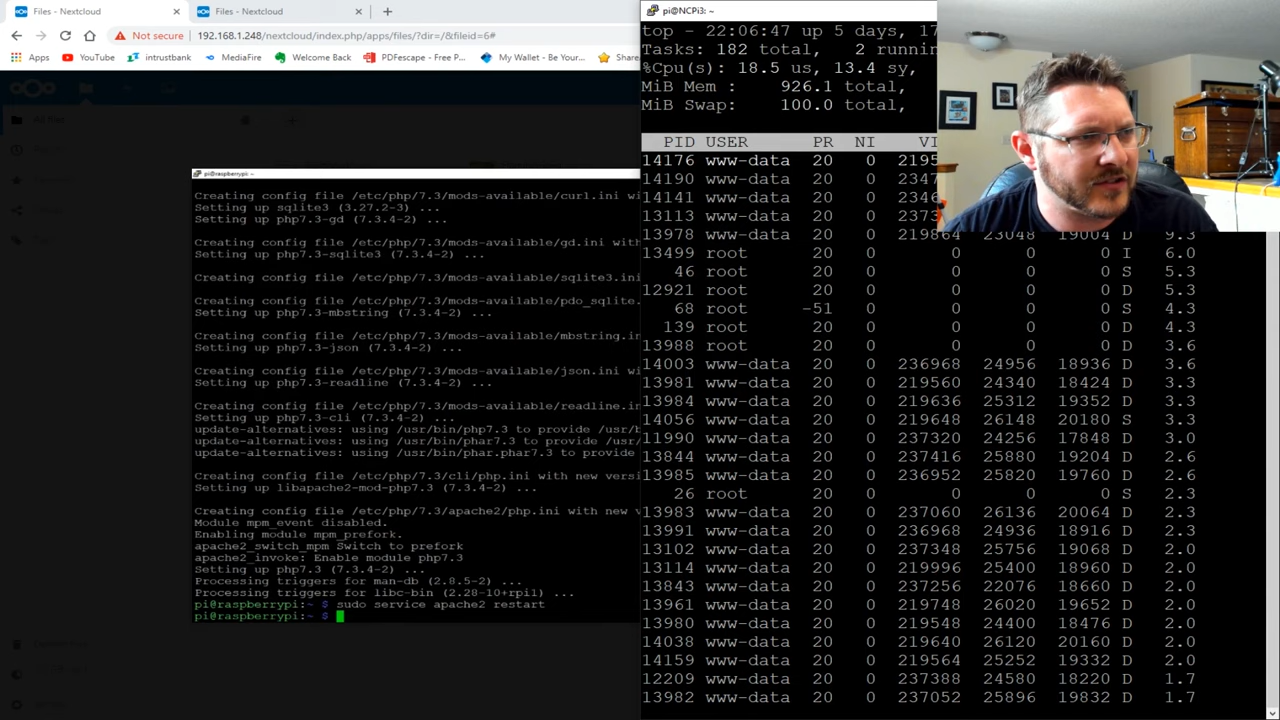 Files - Nextcloud
Files - Nextcloud
Not secure 192.168.1.248/nextcloud/index.php/apps/files/?dir=/&fileid=6#
Apps YouTube intrustbank MediaFire Welcome Back PDFescape - Free P... My Wallet - Be Your... Share
All files
pi@raspberrypi: ~
Creating config file /etc/php/7.3/mods-available/curl.ini wi
Setting up sqlite3 (3.27.2-3) ...
Setting up php7.3-gd (7.3.4-2) ...
Creating config file /etc/php/7.3/mods-available/gd.ini with
Setting up php7.3-sqlite3 (7.3.4-2) ...
Creating config file /etc/php/7.3/mods-available/sqlite3.ini
Creating config file /etc/php/7.3/mods-available/pdo_sqlite.
Setting up php7.3-mbstring (7.3.4-2) ...
Creating config file /etc/php/7.3/mods-available/mbstring.in
Setting up php7.3-json (7.3.4-2) ...
Creating config file /etc/php/7.3/mods-available/json.ini wi
Setting up php7.3-readline (7.3.4-2) ...
Creating config file /etc/php/7.3/mods-available/readline.in
Setting up php7.3-cli (7.3.4-2) ...
update-alternatives: using /usr/bin/php7.3 to provide /usr/b
update-alternatives: using /usr/bin/phar7.3 to provide /usr/
update-alternatives: using /usr/bin/phar.phar7.3 to provide
Creating config file /etc/php/7.3/cli/php.ini with new versi
Setting up libapache2-mod-php7.3 (7.3.4-2) ...
Creating config file /etc/php/7.3/apache2/php.ini with new v
Module mpm_event disabled.
Enabling module mpm_prefork.
apache2_switch_mpm Switch to prefork
apache2_invoke: Enable module php7.3
Setting up php7.3 (7.3.4-2) ...
Processing triggers for man-db (2.8.5-2) ...
Processing triggers for libc-bin (2.28-10+rpi1) ...
pi@raspberrypi:~ $ sudo service apache2 restart
pi@raspberrypi:~ $
pi@NCPi3: ~
top - 22:06:47 up 5 days, 17
Tasks: 182 total, 2 runnin
%Cpu(s): 18.5 us, 13.4 sy,
MiB Mem : 926.1 total,
MiB Swap: 100.0 total,
PID USER PR NI VI
14176 www-data 20 0 2195
14190 www-data 20 0 2347
14141 www-data 20 0 2346
13113 www-data 20 0 2373
13978 www-data 20 0 219864 23048 19004 D 9.3
13499 root 20 0 0 0 0 I 6.0
46 root 20 0 0 0 0 S 5.3
12921 root 20 0 0 0 0 D 5.3
68 root -51 0 0 0 0 S 4.3
139 root 20 0 0 0 0 D 4.3
13988 root 20 0 0 0 0 D 3.6
14003 www-data 20 0 236968 24956 18936 D 3.6
13981 www-data 20 0 219560 24340 18424 D 3.3
13984 www-data 20 0 219636 25312 19352 D 3.3
14056 www-data 20 0 219648 26148 20180 S 3.3
11990 www-data 20 0 237320 24256 17848 D 3.0
13844 www-data 20 0 237416 25880 19204 D 2.6
13985 www-data 20 0 236952 25820 19760 D 2.6
26 root 20 0 0 0 0 S 2.3
13983 www-data 20 0 237060 26136 20064 D 2.3
13991 www-data 20 0 236968 24936 18916 D 2.3
13102 www-data 20 0 237348 25756 19068 D 2.0
13114 www-data 20 0 219996 25400 18960 D 2.0
13843 www-data 20 0 237256 22076 18660 D 2.0
13961 www-data 20 0 219748 26020 19652 D 2.0
13980 www-data 20 0 219548 24400 18476 D 2.0
14038 www-data 20 0 219640 26120 20160 D 2.0
14159 www-data 20 0 219564 25252 19332 D 2.0
12209 www-data 20 0 237388 24580 18220 D 1.7
13982 www-data 20 0 237052 25896 19832 D 1.7